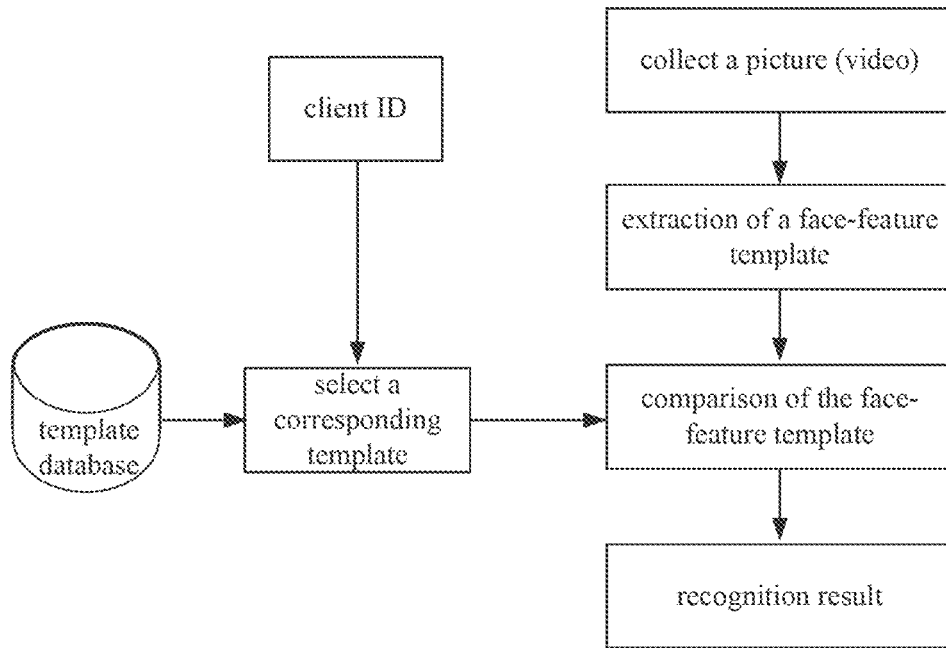 collect a picture (video)
client ID
extraction of a face-feature
template
template
database
select a
corresponding
template
comparison of the face-
feature template
recognition result